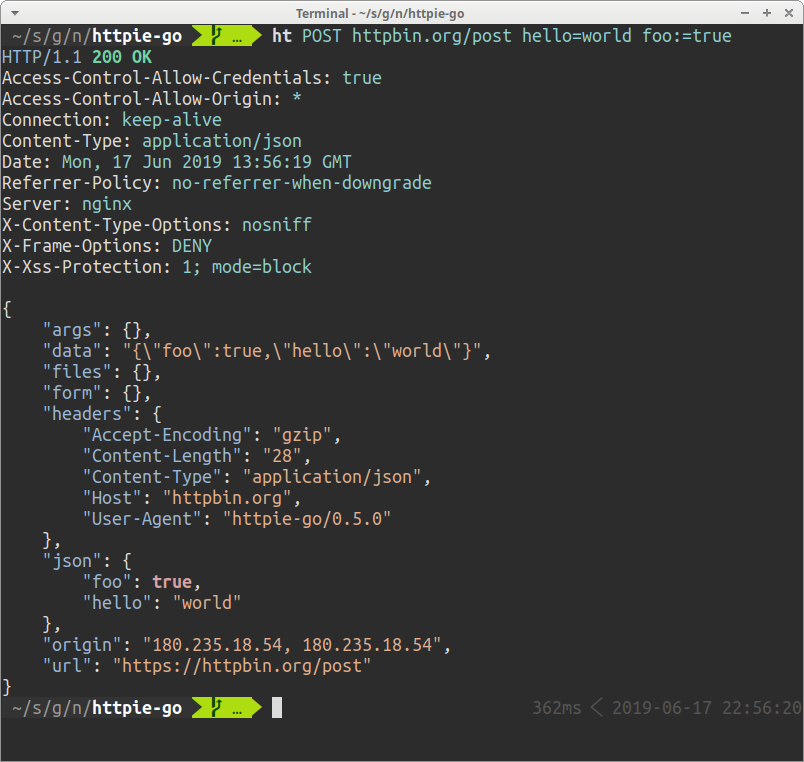 Terminal - ~/s/g/n/httpie-go
~/s/g/n/httpie-go … ht POST httpbin.org/post hello=world foo:=true
HTTP/1.1 200 OK
Access-Control-Allow-Credentials: true
Access-Control-Allow-Origin: *
Connection: keep-alive
Content-Type: application/json
Date: Mon, 17 Jun 2019 13:56:19 GMT
Referrer-Policy: no-referrer-when-downgrade
Server: nginx
X-Content-Type-Options: nosniff
X-Frame-Options: DENY
X-Xss-Protection: 1; mode=block
{
    "args": {},
    "data": "{\"foo\":true,\"hello\":\"world\"}",
    "files": {},
    "form": {},
    "headers": {
        "Accept-Encoding": "gzip",
        "Content-Length": "28",
        "Content-Type": "application/json",
        "Host": "httpbin.org",
        "User-Agent": "httpie-go/0.5.0"
    },
    "json": {
        "foo": true,
        "hello": "world"
    },
    "origin": "180.235.18.54, 180.235.18.54",
    "url": "https://httpbin.org/post"
}
~/s/g/n/httpie-go … 362ms < 2019-06-17 22:56:20